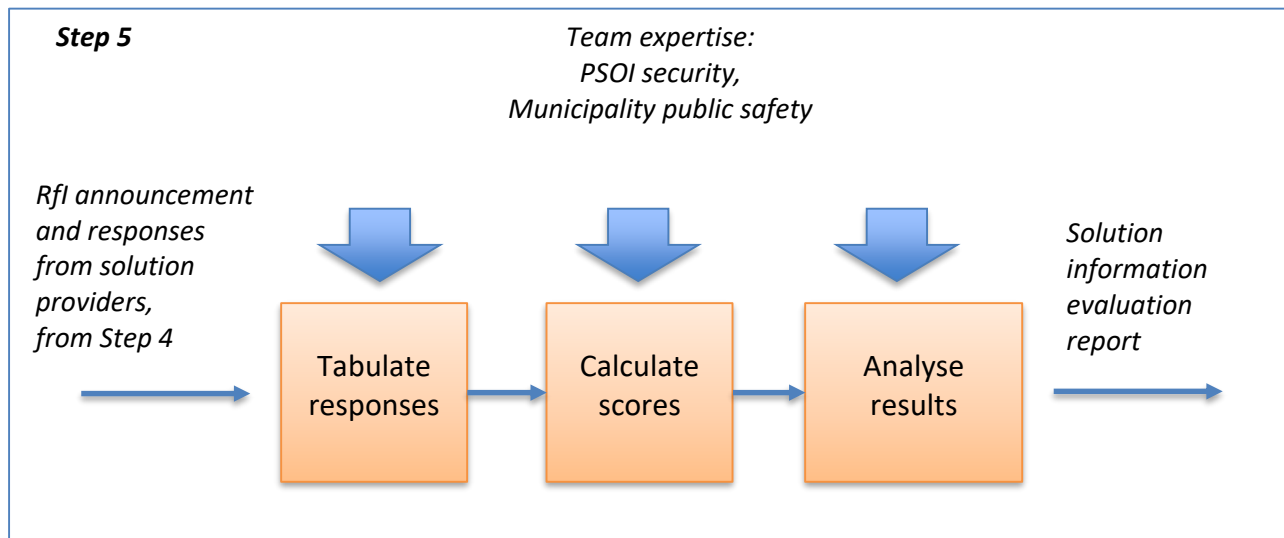 Step 5
Team expertise:
PSOI security,
Municipality public safety
RfI announcement
and responses
from solution
providers,
from Step 4
Tabulate
responses
Calculate
scores
Analyse
results
Solution
information
evaluation
report